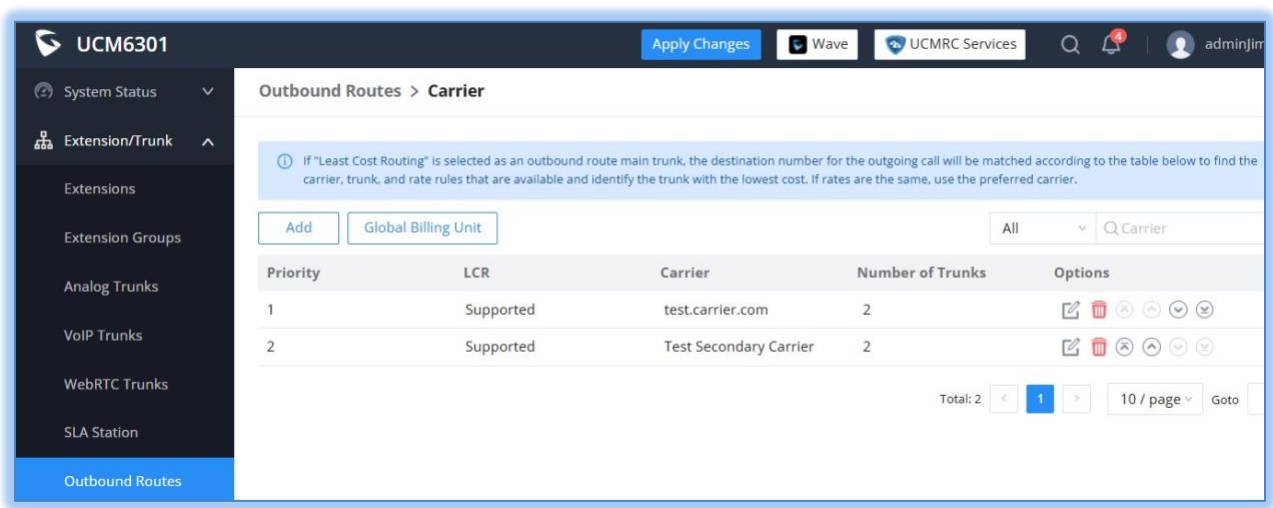 UCM6301
Apply Changes
Wave
UCMRC Services
4
adminJim
System Status
Outbound Routes > Carrier
Extension/Trunk
If "Least Cost Routing" is selected as an outbound route main trunk, the destination number for the outgoing call will be matched according to the table below to find the
carrier, trunk, and rate rules that are available and identify the trunk with the lowest cost. If rates are the same, use the preferred carrier.
Extensions
Extension Groups
Analog Trunks
VoIP Trunks
WebRTC Trunks
SLA Station
Outbound Routes
Add
Global Billing Unit
All
Carrier
Priority LCR Carrier Number of Trunks Options
1 Supported test.carrier.com 2
2 Supported Test Secondary Carrier 2
Total: 2 < 1 > 10 / page Goto